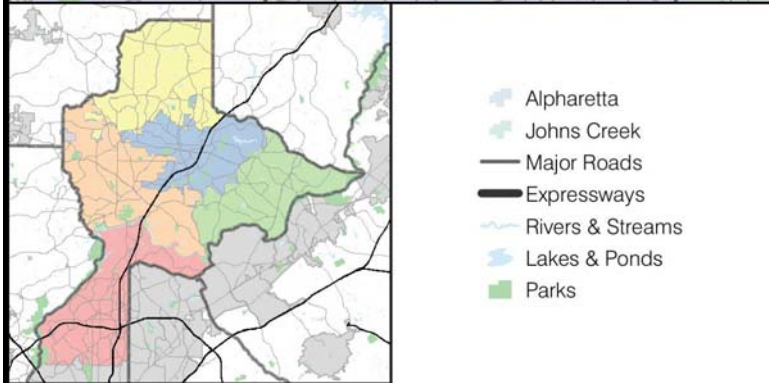 Alpharetta
Johns Creek
Major Roads
Expressways
Rivers & Streams
Lakes & Ponds
Parks